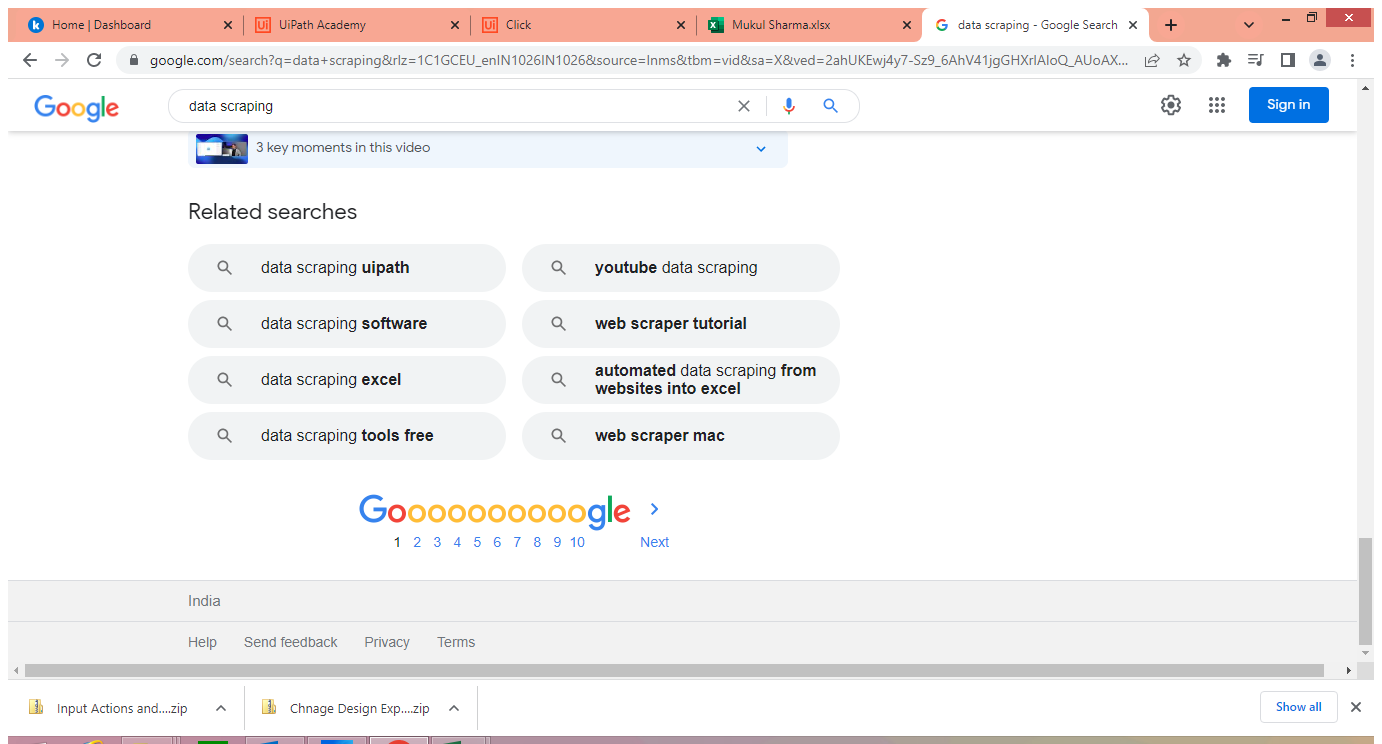 Home | Dashboard
UiPath Academy
Click
Mukul Sharma.xlsx
data scraping - Google Search
google.com/search?q=data+scraping&rlz=1C1GCEU_enIN1026IN1026&source=lnms&tbm=vid&sa=X&ved=2ahUKEwj4y7-Sz9_6AhV41jgGHXrIAIoQ_AUoAX...
Google
data scraping
Sign in
3 key moments in this video
Related searches
data scraping uipath
youtube data scraping
data scraping software
web scraper tutorial
data scraping excel
automated data scraping from
websites into excel
data scraping tools free
web scraper mac
Goooooooooogle >
1 2 3 4 5 6 7 8 9 10 Next
India
Help Send feedback Privacy Terms
Input Actions and....zip
Chnage Design Exp....zip
Show all